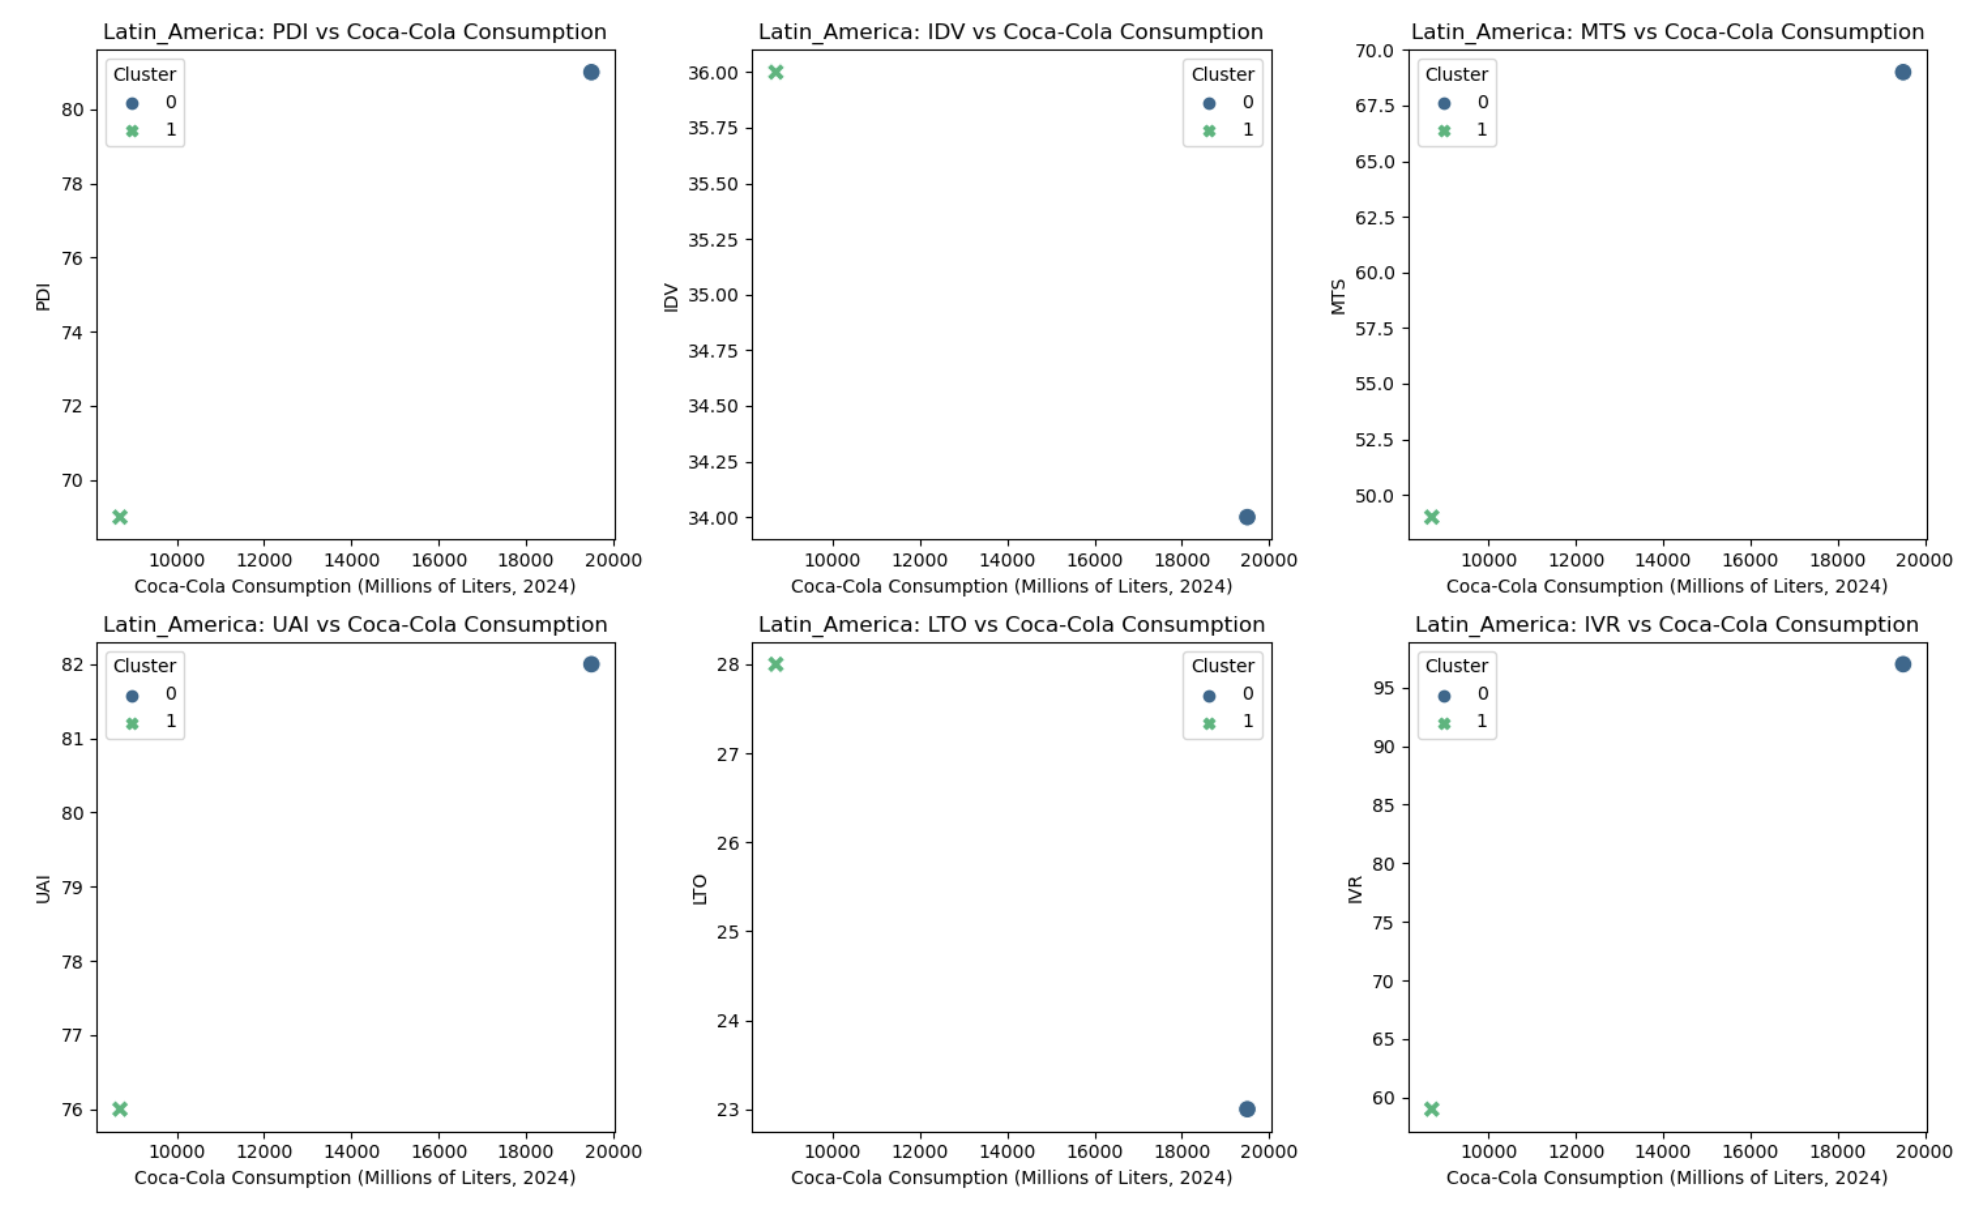 Latin_America: PDI vs Coca-Cola Consumption
Cluster
0
1
80
78
76
74
72
70
PDI
10000 12000 14000 16000 18000 20000
Coca-Cola Consumption (Millions of Liters, 2024)
Latin_America: IDV vs Coca-Cola Consumption
Cluster
0
1
36.00
35.75
35.50
35.25
35.00
34.75
34.50
34.25
34.00
IDV
10000 12000 14000 16000 18000 20000
Coca-Cola Consumption (Millions of Liters, 2024)
Latin_America: MTS vs Coca-Cola Consumption
Cluster
0
1
70.0
67.5
65.0
62.5
60.0
57.5
55.0
52.5
50.0
MTS
10000 12000 14000 16000 18000 20000
Coca-Cola Consumption (Millions of Liters, 2024)
Latin_America: UAI vs Coca-Cola Consumption
Cluster
0
1
82
81
80
79
78
77
76
UAI
10000 12000 14000 16000 18000 20000
Coca-Cola Consumption (Millions of Liters, 2024)
Latin_America: LTO vs Coca-Cola Consumption
Cluster
0
1
28
27
26
25
24
23
LTO
10000 12000 14000 16000 18000 20000
Coca-Cola Consumption (Millions of Liters, 2024)
Latin_America: IVR vs Coca-Cola Consumption
Cluster
0
1
95
90
85
80
75
70
65
60
IVR
10000 12000 14000 16000 18000 20000
Coca-Cola Consumption (Millions of Liters, 2024)